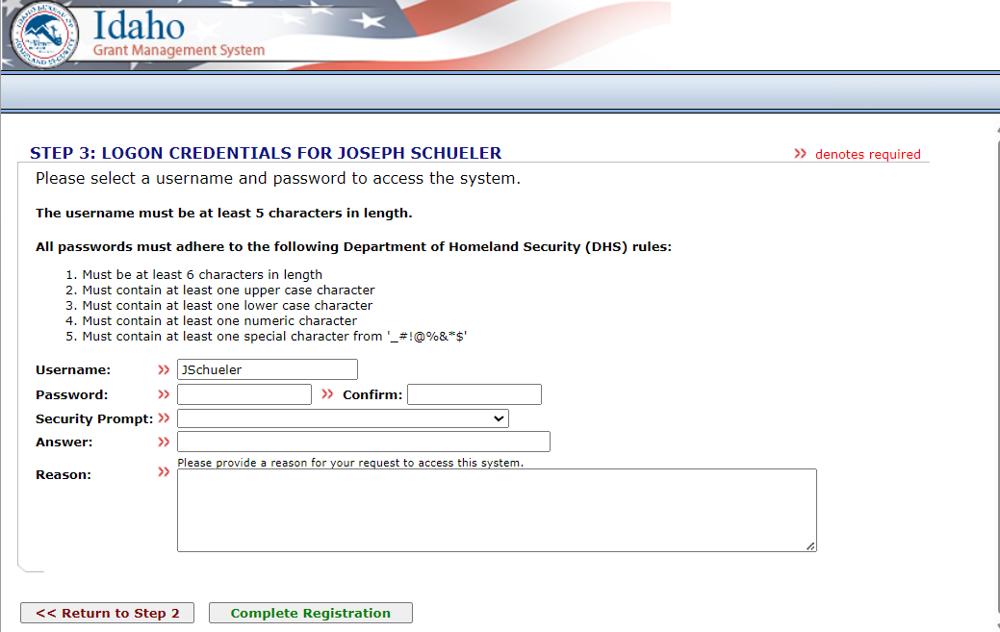 Idaho
Grant Management System
STEP 3: LOGON CREDENTIALS FOR JOSEPH SCHUELER
>> denotes required
Please select a username and password to access the system.
The username must be at least 5 characters in length.
All passwords must adhere to the following Department of Homeland Security (DHS) rules:
1. Must be at least 6 characters in length
2. Must contain at least one upper case character
3. Must contain at least one lower case character
4. Must contain at least one numeric character
5. Must contain at least one special character from '_#!@%&*$'
Username: >> JSchueler
Password: >> >> Confirm:
Security Prompt: >>
Answer: >>
Please provide a reason for your request to access this system.
Reason: >>
<< Return to Step 2
Complete Registration